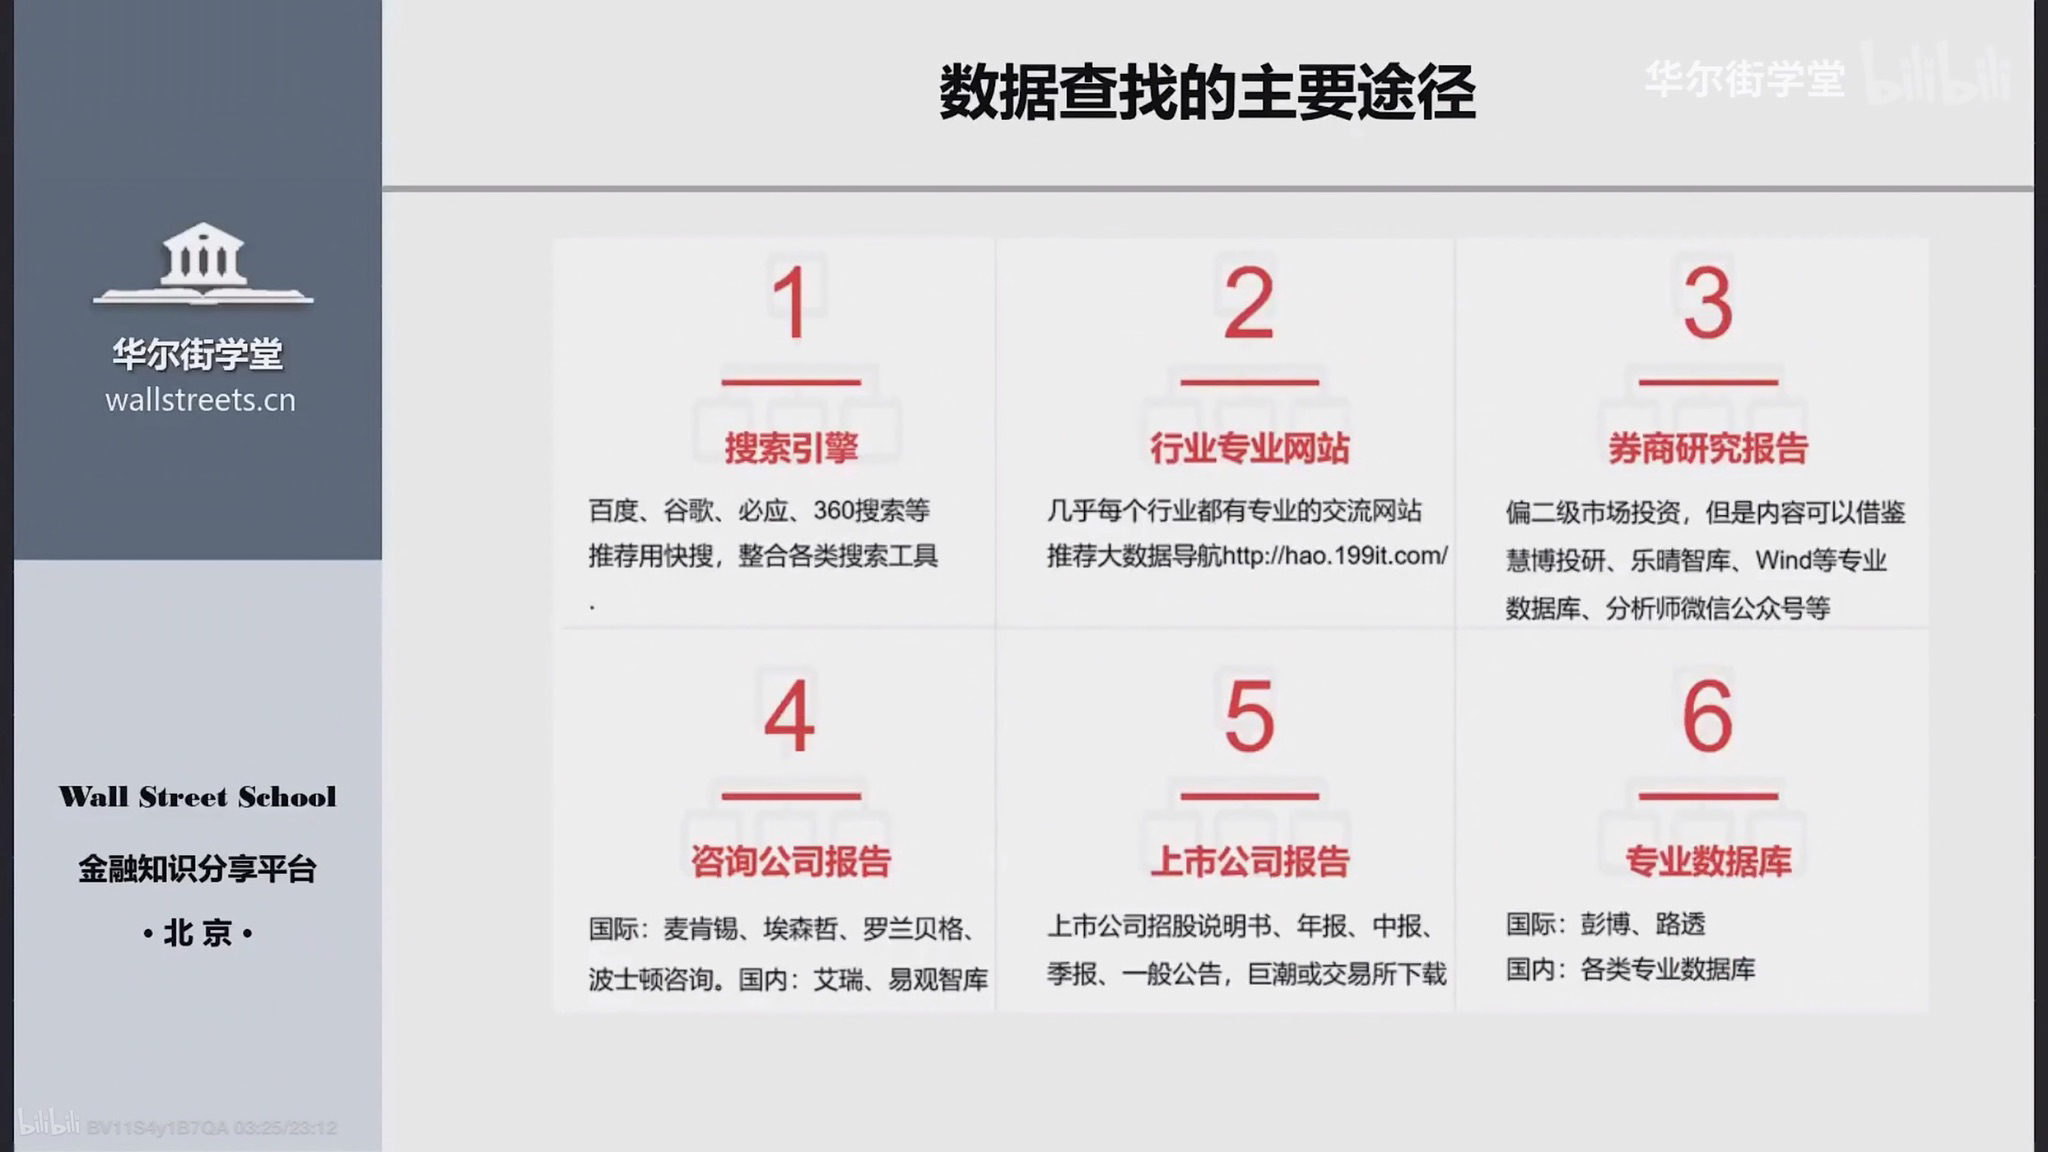 数据查找的主要途径
华尔街学堂 bilibili
华尔街学堂
wallstreets.cn
Wall Street School
金融知识分享平台
·北 京·
1
搜索引擎
百度、谷歌、必应、360搜索等
推荐用快搜，整合各类搜索工具
.
2
行业专业网站
几乎每个行业都有专业的交流网站
推荐大数据导航http://hao.199it.com/
3
券商研究报告
偏二级市场投资，但是内容可以借鉴
慧博投研、乐晴智库、Wind等专业
数据库、分析师微信公众号等
4
咨询公司报告
国际：麦肯锡、埃森哲、罗兰贝格、
波士顿咨询。国内：艾瑞、易观智库
5
上市公司报告
上市公司招股说明书、年报、中报、
季报、一般公告，巨潮或交易所下载
6
专业数据库
国际：彭博、路透
国内：各类专业数据库
bilibili BV11S4y1B7QA 03:25/23:12